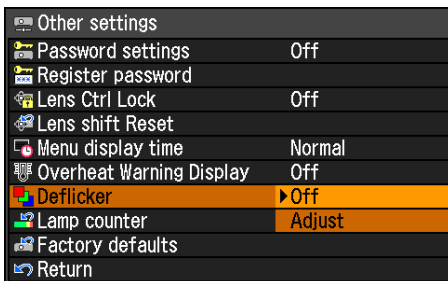 Other settings
Password settings Off
Register password
Lens Ctrl Lock Off
Lens shift Reset
Menu display time Normal
Overheat Warning Display Off
Deflicker Off
Lamp counter Adjust
Factory defaults
Return